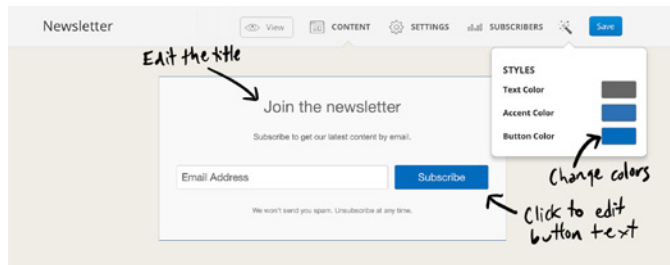 Newsletter
View
CONTENT
SETTINGS
SUBSCRIBERS
Save
Edit the title
STYLES
Text Color
Accent Color
Button Color
Change colors
Join the newsletter
Subscribe to get our latest content by email.
Email Address
Subscribe
Click to edit
button text
We won't send you spam. Unsubscribe at any time.